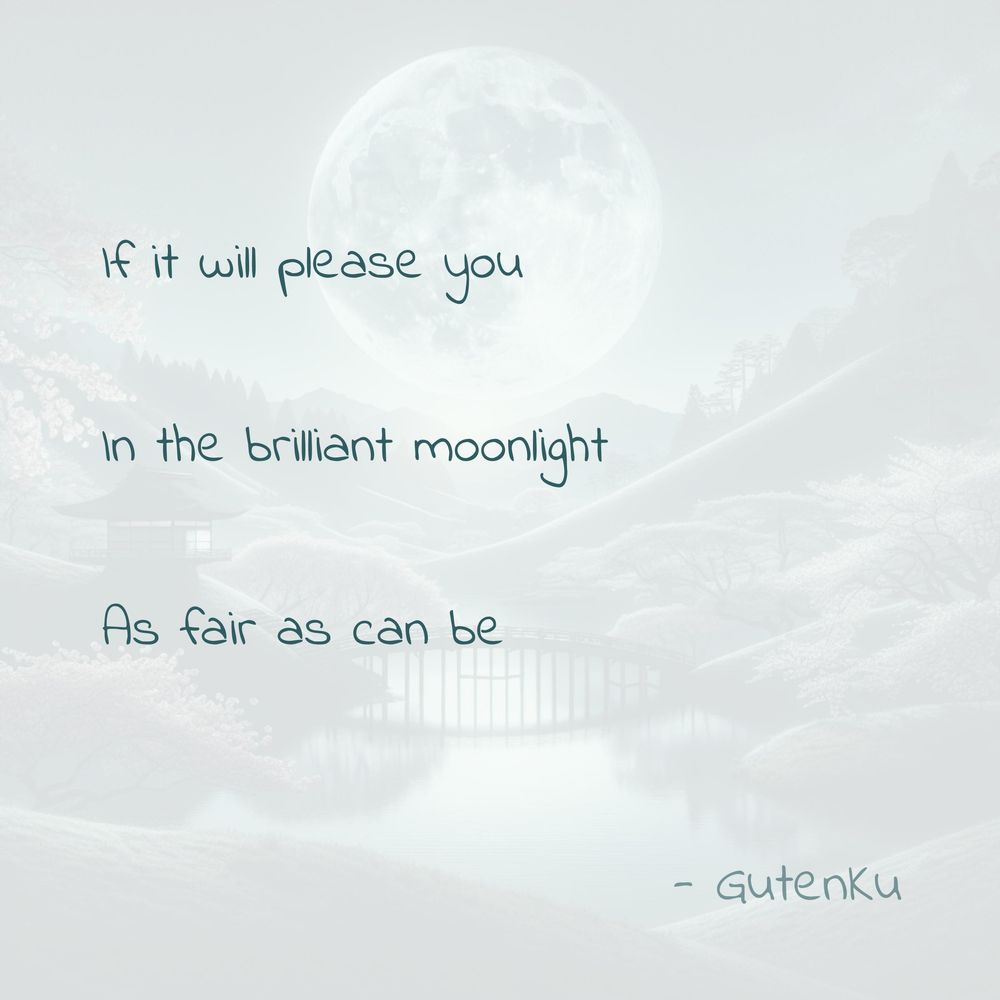 If it will please you
In the brilliant moonlight
As fair as can be
- GutenKu